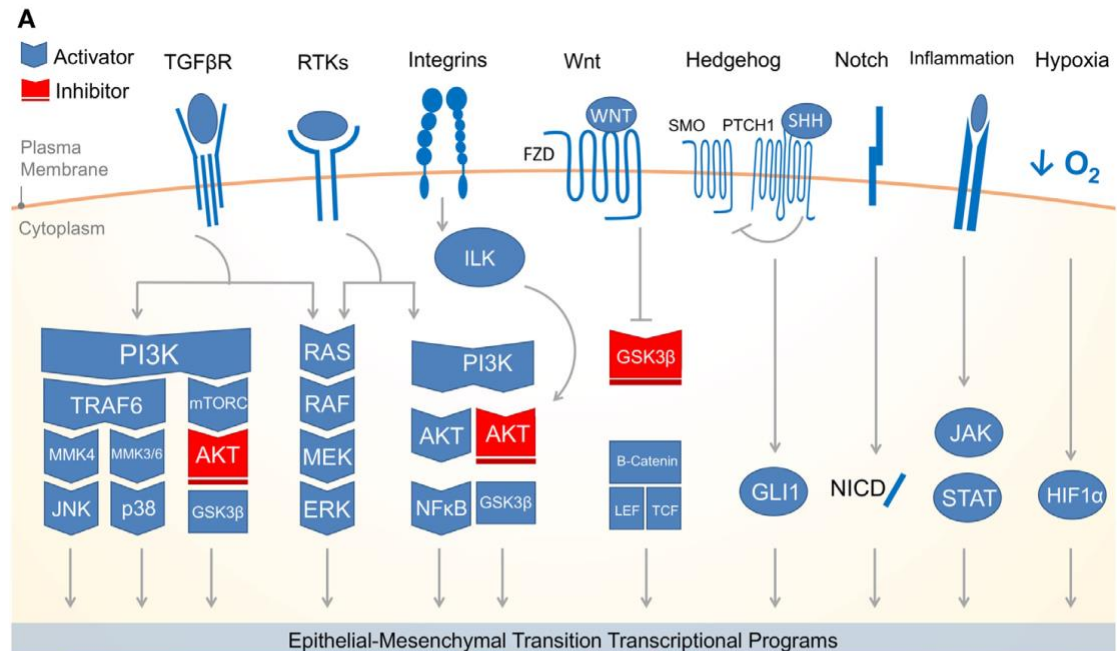 A
Activator
Inhibitor
TGFβR
RTKs
Integrins
Wnt
Hedgehog
Notch
Inflammation
Hypoxia
WNT
SMO
PTCH1
SHH
FZD
Plasma
Membrane
↓ O₂
Cytoplasm
ILK
PI3K
TRAF6
mTORC
MMK4
MMK3/6
AKT
JNK
p38
GSK3β
RAS
RAF
MEK
ERK
PI3K
AKT
AKT
NFκB
GSK3β
GSK3β
B-Catenin
LEF
TCF
GLI1
NICD
JAK
STAT
HIF1α
Epithelial-Mesenchymal Transition Transcriptional Programs